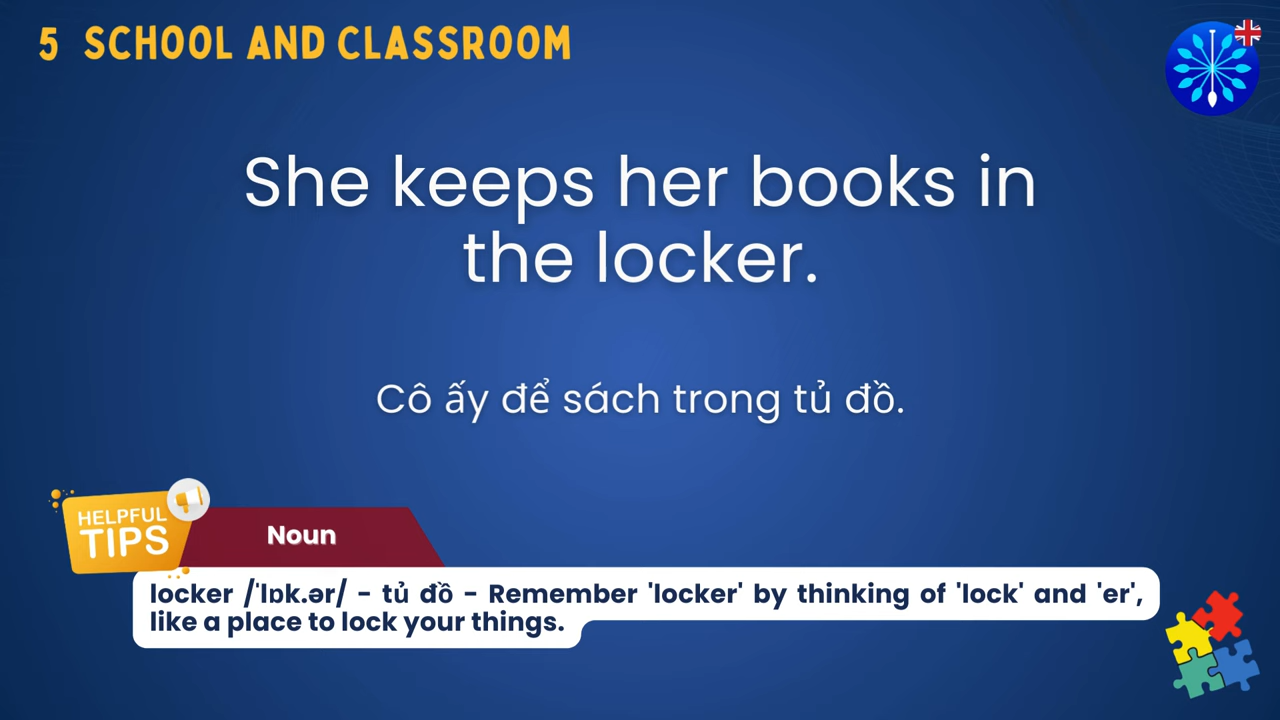 5 SCHOOL AND CLASSROOM
She keeps her books in
the locker.
Cô ấy để sách trong tủ đồ.
HELPFUL
TIPS
Noun
locker /ˈlɒk.ər/ - tủ đồ - Remember 'locker' by thinking of 'lock' and 'er',
like a place to lock your things.